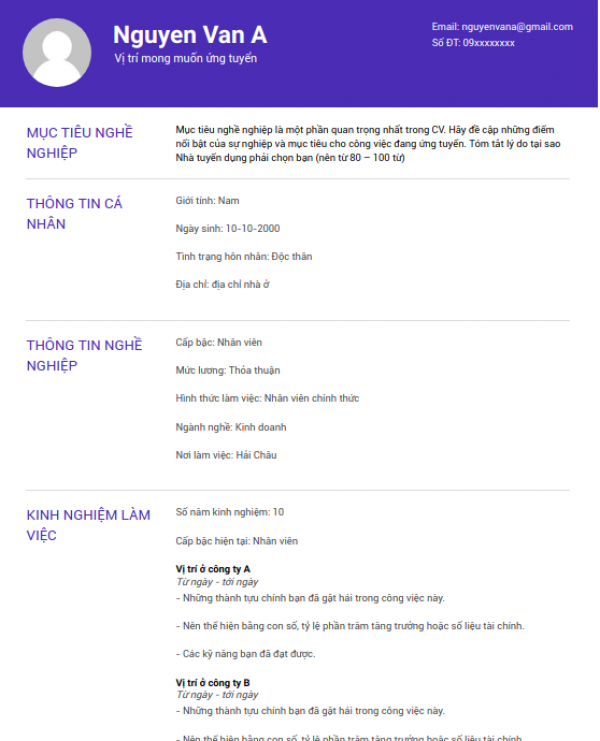 Nguyen Van A
Vị trí mong muốn ứng tuyển
Email: nguyenvana@gmail.com
Số ĐT: 09xxxxxxxx
MỤC TIÊU NGHỀ
NGHIỆP
Mục tiêu nghề nghiệp là một phần quan trọng nhất trong CV. Hãy đề cập những điểm
nổi bật của sự nghiệp và mục tiêu cho công việc đang ứng tuyển. Tóm tắt lý do tại sao
Nhà tuyển dụng phải chọn bạn (nên từ 80 – 100 từ)
THÔNG TIN CÁ
NHÂN
Giới tính: Nam
Ngày sinh: 10-10-2000
Tình trạng hôn nhân: Độc thân
Địa chỉ: địa chỉ nhà ở
THÔNG TIN NGHỀ
NGHIỆP
Cấp bậc: Nhân viên
Mức lương: Thỏa thuận
Hình thức làm việc: Nhân viên chính thức
Ngành nghề: Kinh doanh
Nơi làm việc: Hải Châu
KINH NGHIỆM LÀM
VIỆC
Số năm kinh nghiệm: 10
Cấp bậc hiện tại: Nhân viên
Vị trí ở công ty A
Từ ngày - tới ngày
- Những thành tựu chính bạn đã gặt hái trong công việc này.
- Nên thể hiện bằng con số, tỷ lệ phần trăm tăng trưởng hoặc số liệu tài chính.
- Các kỹ năng bạn đã đạt được.
Vị trí ở công ty B
Từ ngày - tới ngày
- Những thành tựu chính bạn đã gặt hái trong công việc này.
- Nên thể hiện bằng con số, tỷ lệ phần trăm tăng trưởng hoặc số liệu tài chính.